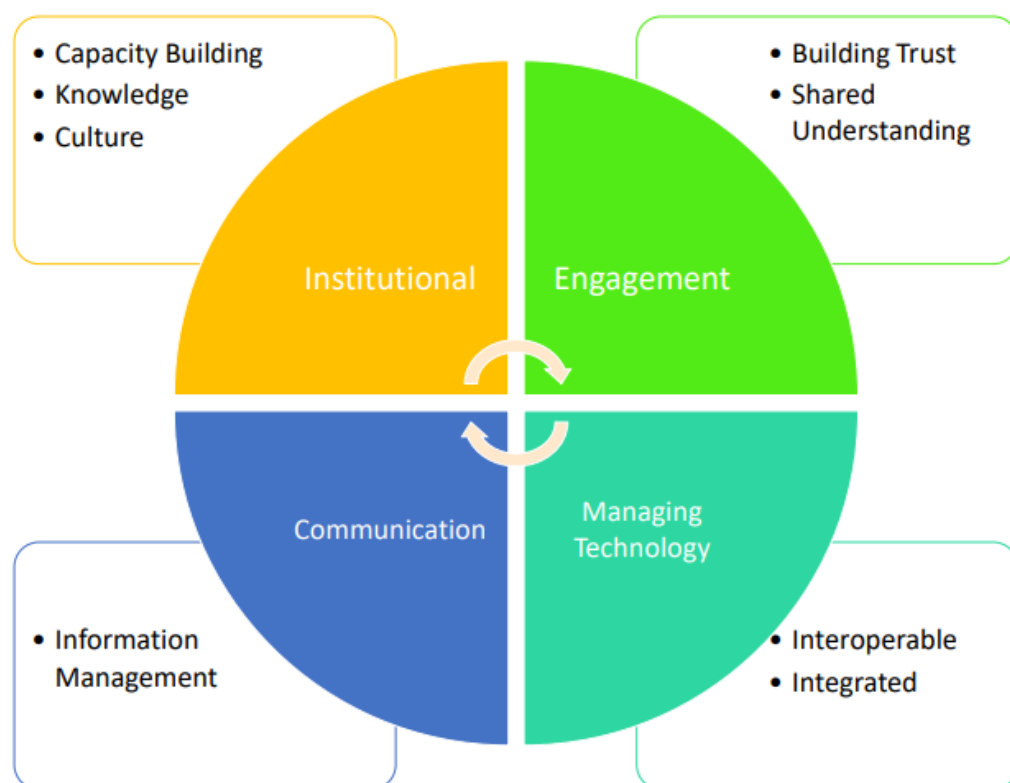 • Capacity Building
• Knowledge
• Culture
• Building Trust
• Shared
Understanding
Institutional
Engagement
Communication
Managing
Technology
• Information
Management
• Interoperable
• Integrated